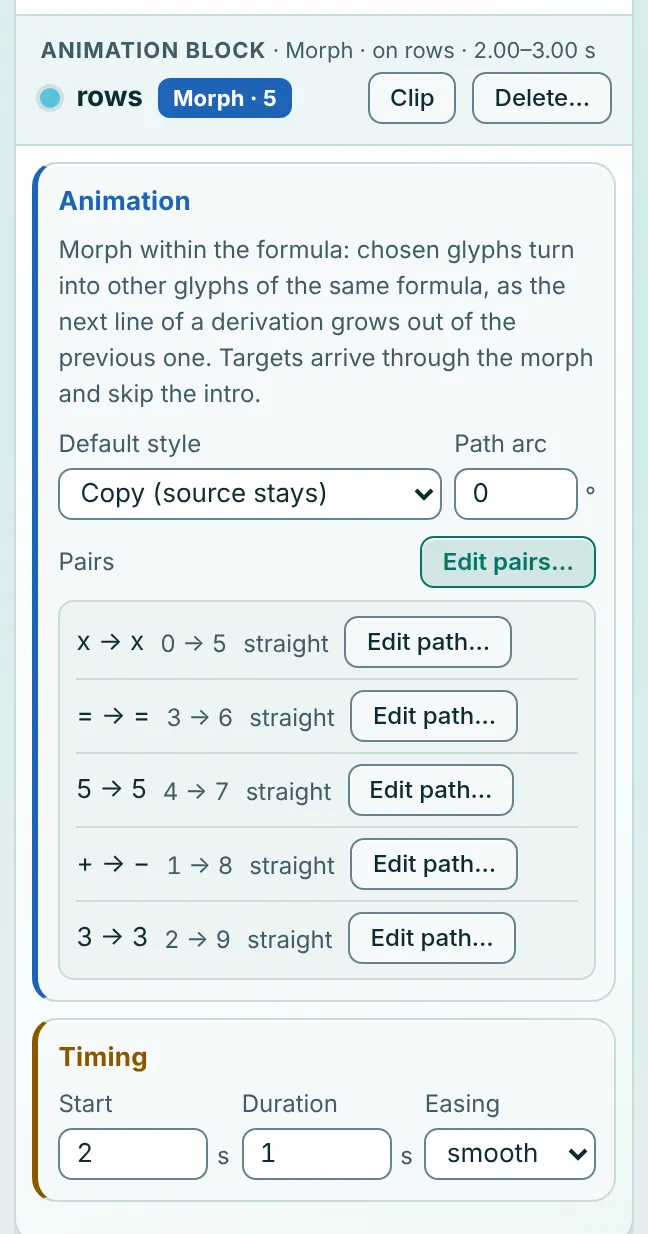 ANIMATION BLOCK · Morph · on rows · 2.00–3.00 s
rows Morph · 5 Clip Delete...
Animation
Morph within the formula: chosen glyphs turn
into other glyphs of the same formula, as the
next line of a derivation grows out of the
previous one. Targets arrive through the morph
and skip the intro.
Default style Path arc
Copy (source stays) 0 °
Pairs Edit pairs...
x → x 0 → 5 straight Edit path...
= → = 3 → 6 straight Edit path...
5 → 5 4 → 7 straight Edit path...
+ → − 1 → 8 straight Edit path...
3 → 3 2 → 9 straight Edit path...
Timing
Start Duration Easing
2 s 1 s smooth